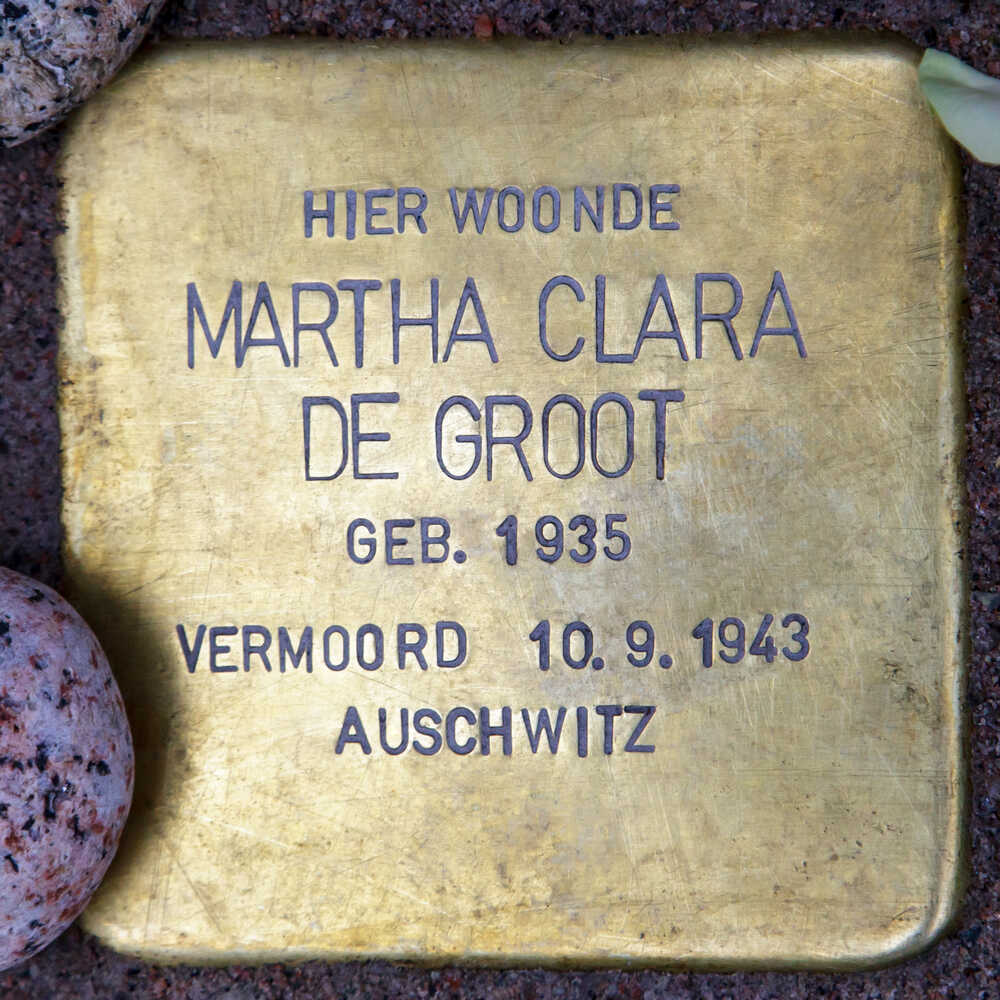 HIER WOONDE
MARTHA CLARA
DE GROOT
GEB. 1935
VERMOORD 10. 9. 1943
AUSCHWITZ